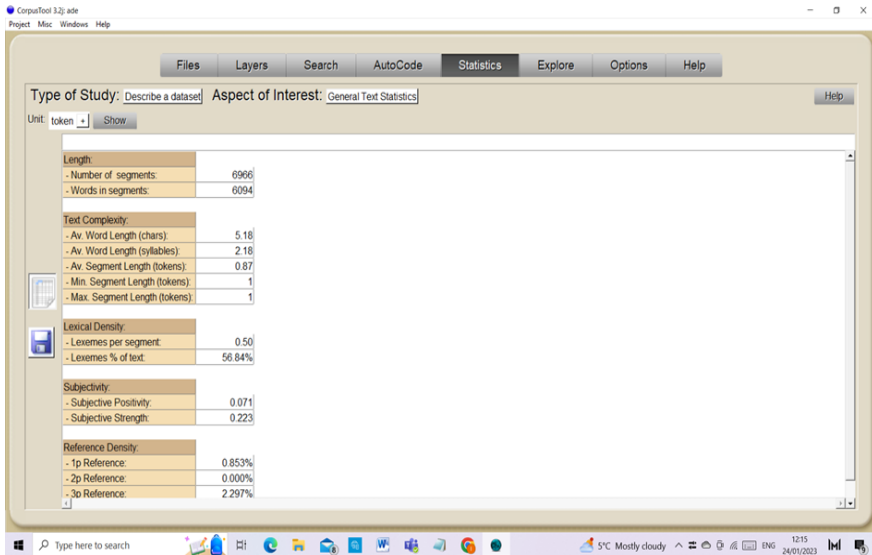 CorpusTool 3.2j: ade
Project Misc Windows Help
Files Layers Search AutoCode Statistics Explore Options Help
Type of Study: Describe a dataset Aspect of Interest: General Text Statistics Help
Unit: token + Show
Length:
- Number of segments: 6966
- Words in segments: 6094
Text Complexity:
- Av. Word Length (chars): 5.18
- Av. Word Length (syllables): 2.18
- Av. Segment Length (tokens): 0.87
- Min. Segment Length (tokens): 1
- Max. Segment Length (tokens): 1
Lexical Density:
- Lexemes per segment: 0.50
- Lexemes % of text: 56.84%
Subjectivity:
- Subjective Positivity: 0.071
- Subjective Strength: 0.223
Reference Density:
- 1p Reference: 0.853%
- 2p Reference: 0.000%
- 3p Reference: 2.297%
Type here to search 5°C Mostly cloudy ENG 12:15
24/01/2023